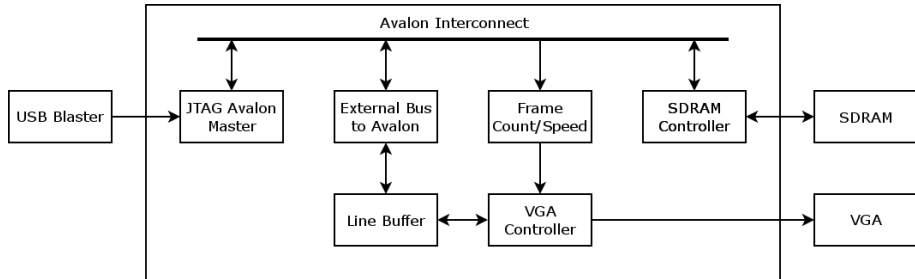 Avalon Interconnect
USB Blaster
JTAG Avalon
Master
External Bus
to Avalon
Frame
Count/Speed
SDRAM
Controller
SDRAM
Line Buffer
VGA
Controller
VGA